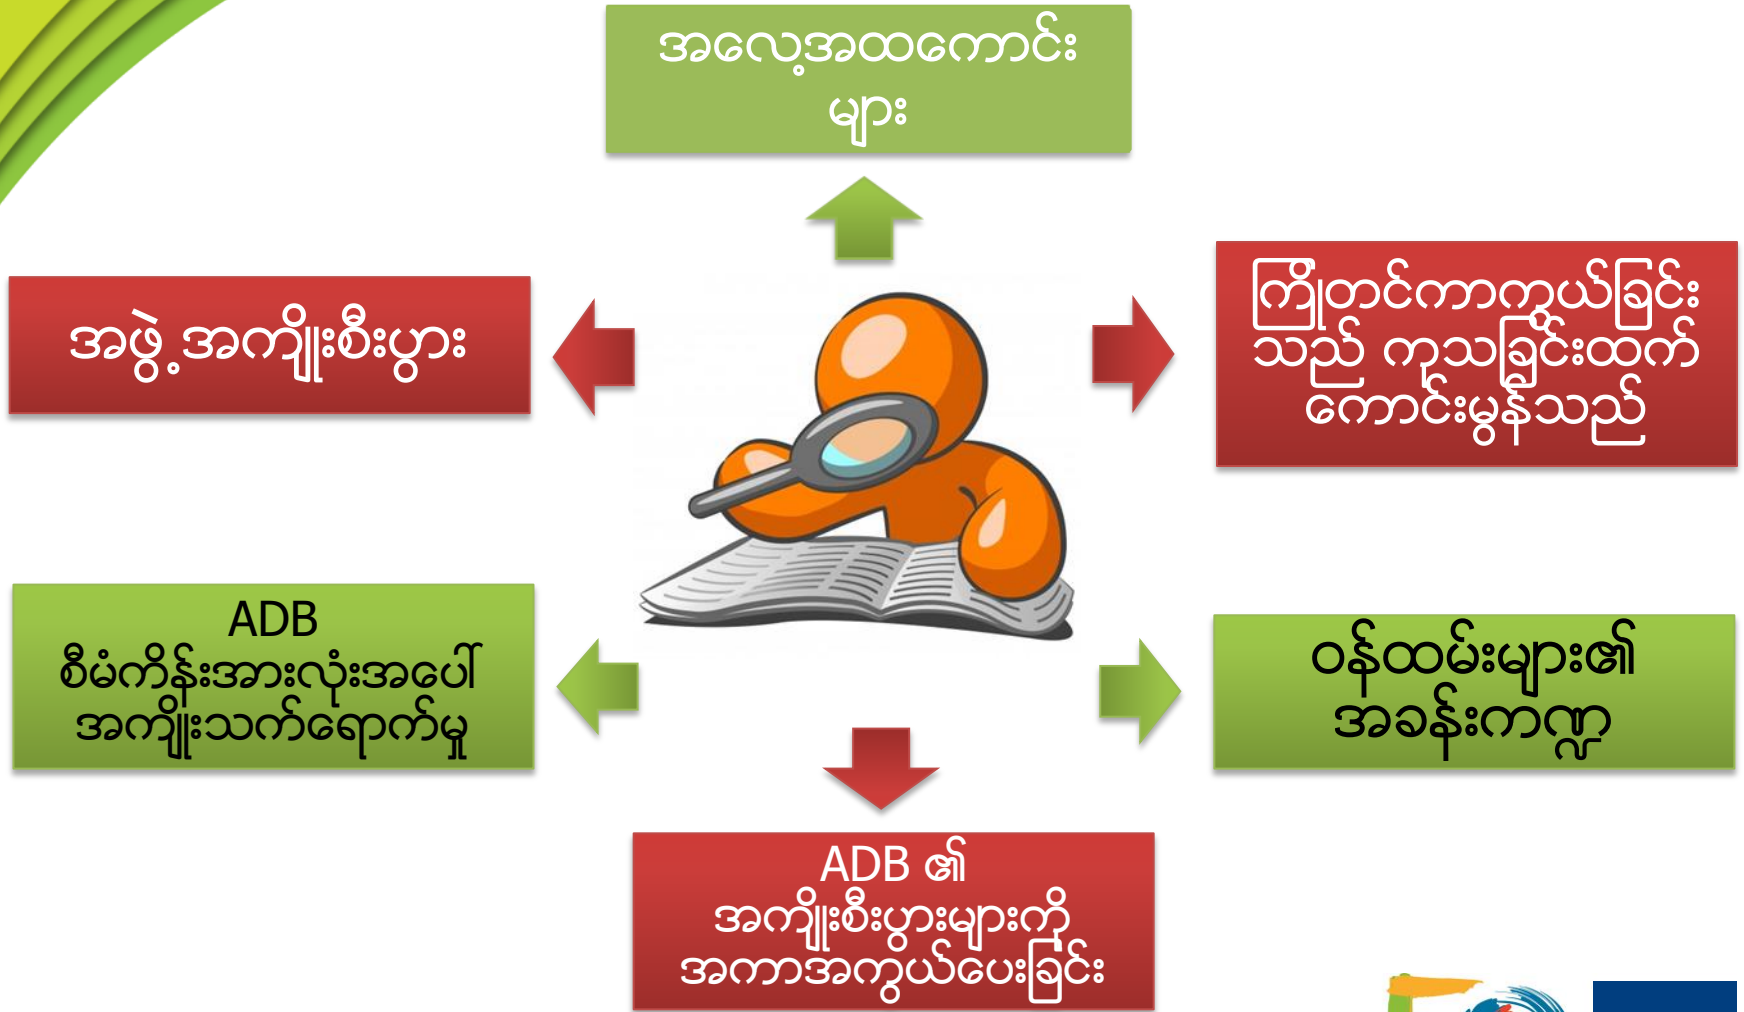 အလေ့အထကောင်း
များ
အဖွဲ့ အကျိုးစီးပွား
ကြိုတင်ကာကွယ်ခြင်း
သည် ကုသခြင်းထက်
ကောင်းမွန်သည်
ADB
စီမံကိန်းအားလုံးအပေါ်
အကျိုးသက်ရောက်မှု
ဝန်ထမ်းများ၏
အခန်းကဏ္ဍ
ADB ၏
အကျိုးစီးပွားများကို
အကာအကွယ်ပေးခြင်း